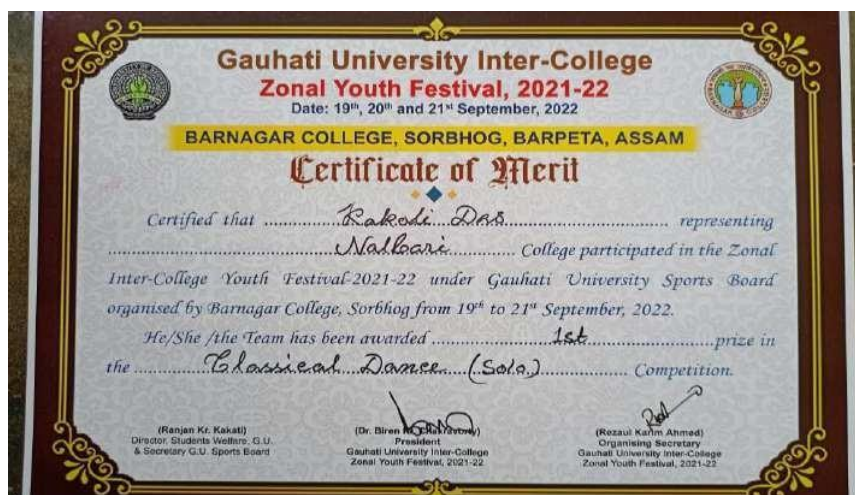 Gauhati University Inter-College
Zonal Youth Festival, 2021-22
Date: 19th, 20th and 21st September, 2022
BARNAGAR COLLEGE, SORBHOG, BARPETA, ASSAM
Certificate of Merit
Certified that ..................Kakoli Das.................................... representing
...................................................Nalbari............... College participated in the Zonal
Inter-College Youth Festival-2021-22 under Gauhati University Sports Board
organised by Barnagar College, Sorbhog from 19th to 21st September, 2022.
He/She /the Team has been awarded ............................1st............................prize in
the ...............Classical...Dance....(Solo.).................... Competition.
(Ranjan Kr. Kakati)
Director, Students Welfare, G.U.
& Secretary G.U. Sports Board
(Dr. Biren Chakravorty)
President
Gauhati University Inter-College
Zonal Youth Festival, 2021-22
(Rezaul Karim Ahmed)
Organising Secretary
Gauhati University Inter-College
Zonal Youth Festival, 2021-22